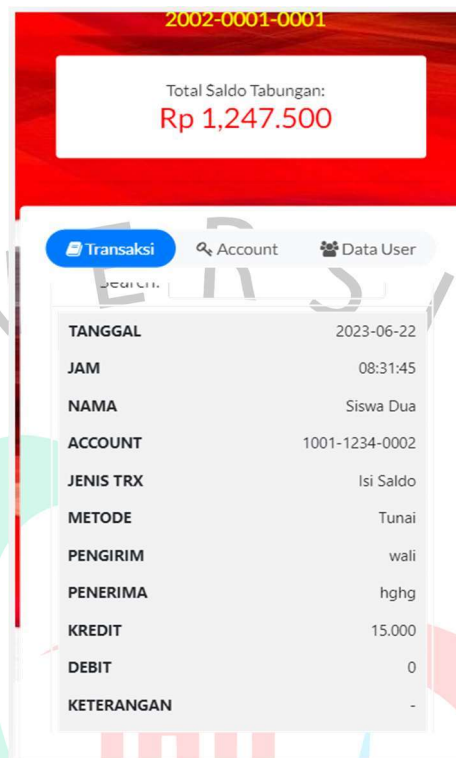 2002-0001-0001
Total Saldo Tabungan:
Rp 1,247.500
Transaksi Account Data User
Search:
TANGGAL 2023-06-22
JAM 08:31:45
NAMA Siswa Dua
ACCOUNT 1001-1234-0002
JENIS TRX Isi Saldo
METODE Tunai
PENGIRIM wali
PENERIMA hghg
KREDIT 15.000
DEBIT 0
KETERANGAN -